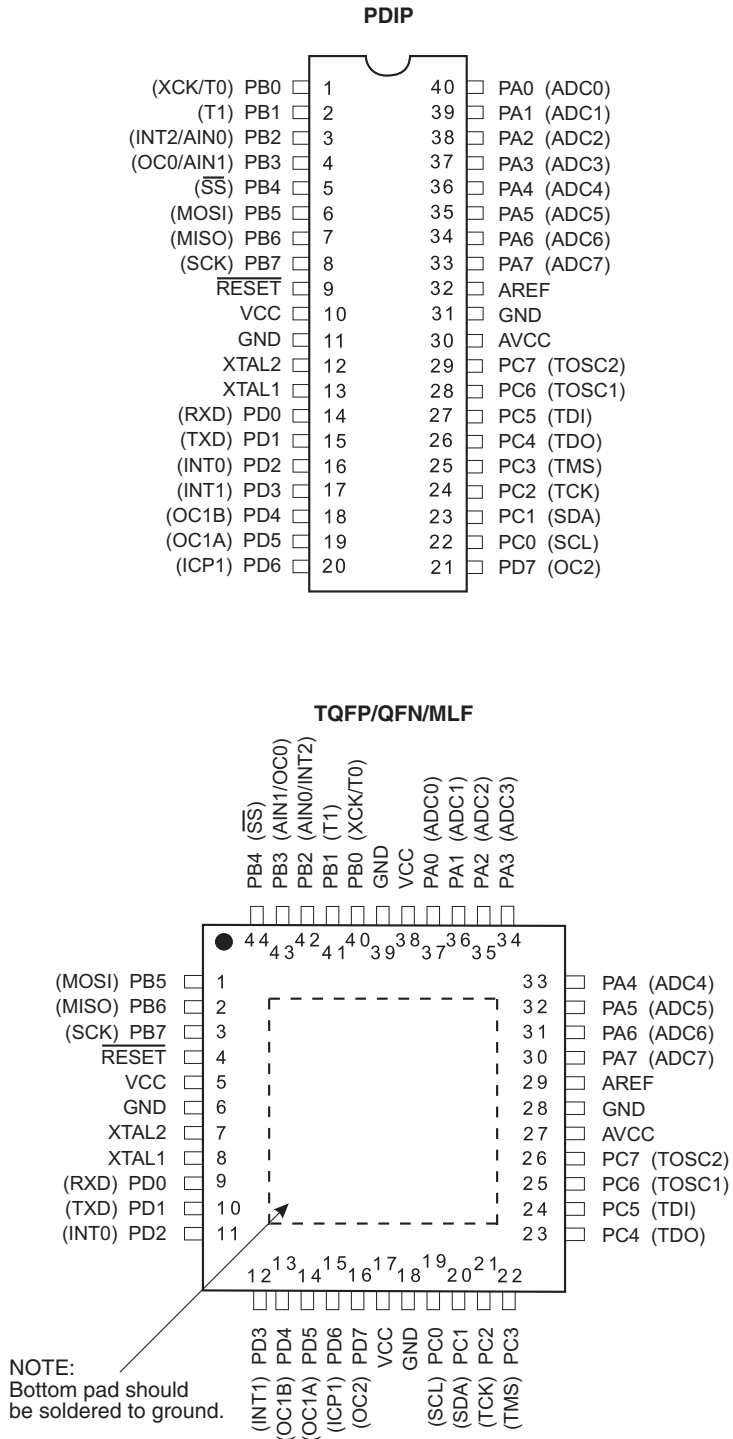 PDIP
(XCK/T0) PB0 1 40 PA0 (ADC0)
(T1) PB1 2 39 PA1 (ADC1)
(INT2/AIN0) PB2 3 38 PA2 (ADC2)
(OC0/AIN1) PB3 4 37 PA3 (ADC3)
(S̅S̅) PB4 5 36 PA4 (ADC4)
(MOSI) PB5 6 35 PA5 (ADC5)
(MISO) PB6 7 34 PA6 (ADC6)
(SCK) PB7 8 33 PA7 (ADC7)
R̅E̅S̅E̅T̅ 9 32 AREF
VCC 10 31 GND
GND 11 30 AVCC
XTAL2 12 29 PC7 (TOSC2)
XTAL1 13 28 PC6 (TOSC1)
(RXD) PD0 14 27 PC5 (TDI)
(TXD) PD1 15 26 PC4 (TDO)
(INT0) PD2 16 25 PC3 (TMS)
(INT1) PD3 17 24 PC2 (TCK)
(OC1B) PD4 18 23 PC1 (SDA)
(OC1A) PD5 19 22 PC0 (SCL)
(ICP1) PD6 20 21 PD7 (OC2)
TQFP/QFN/MLF
PB4 (S̅S̅)
PB3 (AIN1/OC0)
PB2 (AIN0/INT2)
PB1 (T1)
PB0 (XCK/T0)
GND
VCC
PA0 (ADC0)
PA1 (ADC1)
PA2 (ADC2)
PA3 (ADC3)
44 43 42 41 40 39 38 37 36 35 34
(MOSI) PB5 1 33 PA4 (ADC4)
(MISO) PB6 2 32 PA5 (ADC5)
(SCK) PB7 3 31 PA6 (ADC6)
R̅E̅S̅E̅T̅ 4 30 PA7 (ADC7)
VCC 5 29 AREF
GND 6 28 GND
XTAL2 7 27 AVCC
XTAL1 8 26 PC7 (TOSC2)
(RXD) PD0 9 25 PC6 (TOSC1)
(TXD) PD1 10 24 PC5 (TDI)
(INT0) PD2 11 23 PC4 (TDO)
12 13 14 15 16 17 18 19 20 21 22
(INT1) PD3
(OC1B) PD4
(OC1A) PD5
(ICP1) PD6
(OC2) PD7
VCC
GND
(SCL) PC0
(SDA) PC1
(TCK) PC2
(TMS) PC3
NOTE:
Bottom pad should
be soldered to ground.